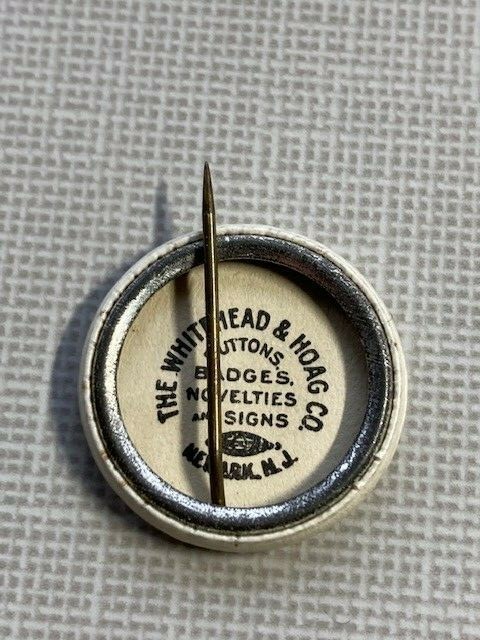 THE WHITEHEAD & HOAG CO.
BUTTONS,
BADGES,
NOVELTIES
AND SIGNS
NEWARK, N.J.